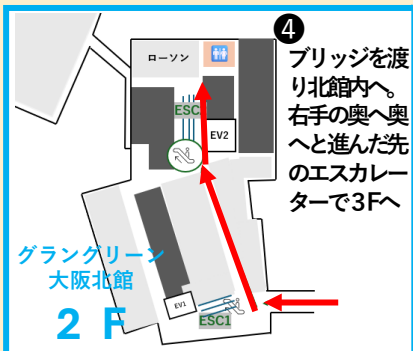 ❹
ブリッジを渡
り北館内へ。
右手の奥へ奥
へと進んだ先
のエスカレー
ターで3Fへ
ローソン
ESC
EV2
グラングリーン
大阪北館
2 F
EV1
ESC1